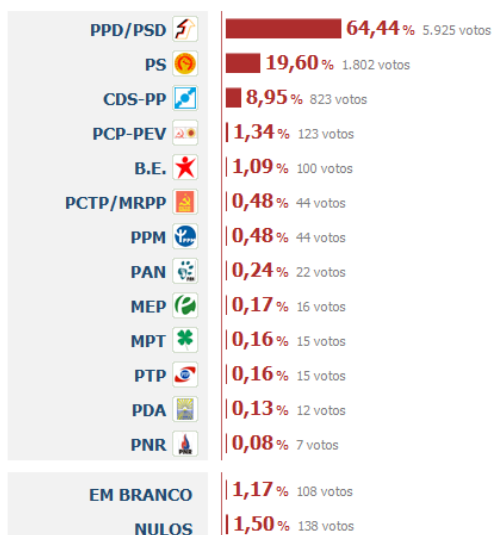 PPD/PSD 64,44% 5.925 votos
PS 19,60% 1.802 votos
CDS-PP 8,95% 823 votos
PCP-PEV 1,34% 123 votos
B.E. 1,09% 100 votos
PCTP/MRPP 0,48% 44 votos
PPM 0,48% 44 votos
PAN 0,24% 22 votos
MEP 0,17% 16 votos
MPT 0,16% 15 votos
PTP 0,16% 15 votos
PDA 0,13% 12 votos
PNR 0,08% 7 votos
EM BRANCO 1,17% 108 votos
NULOS 1,50% 138 votos